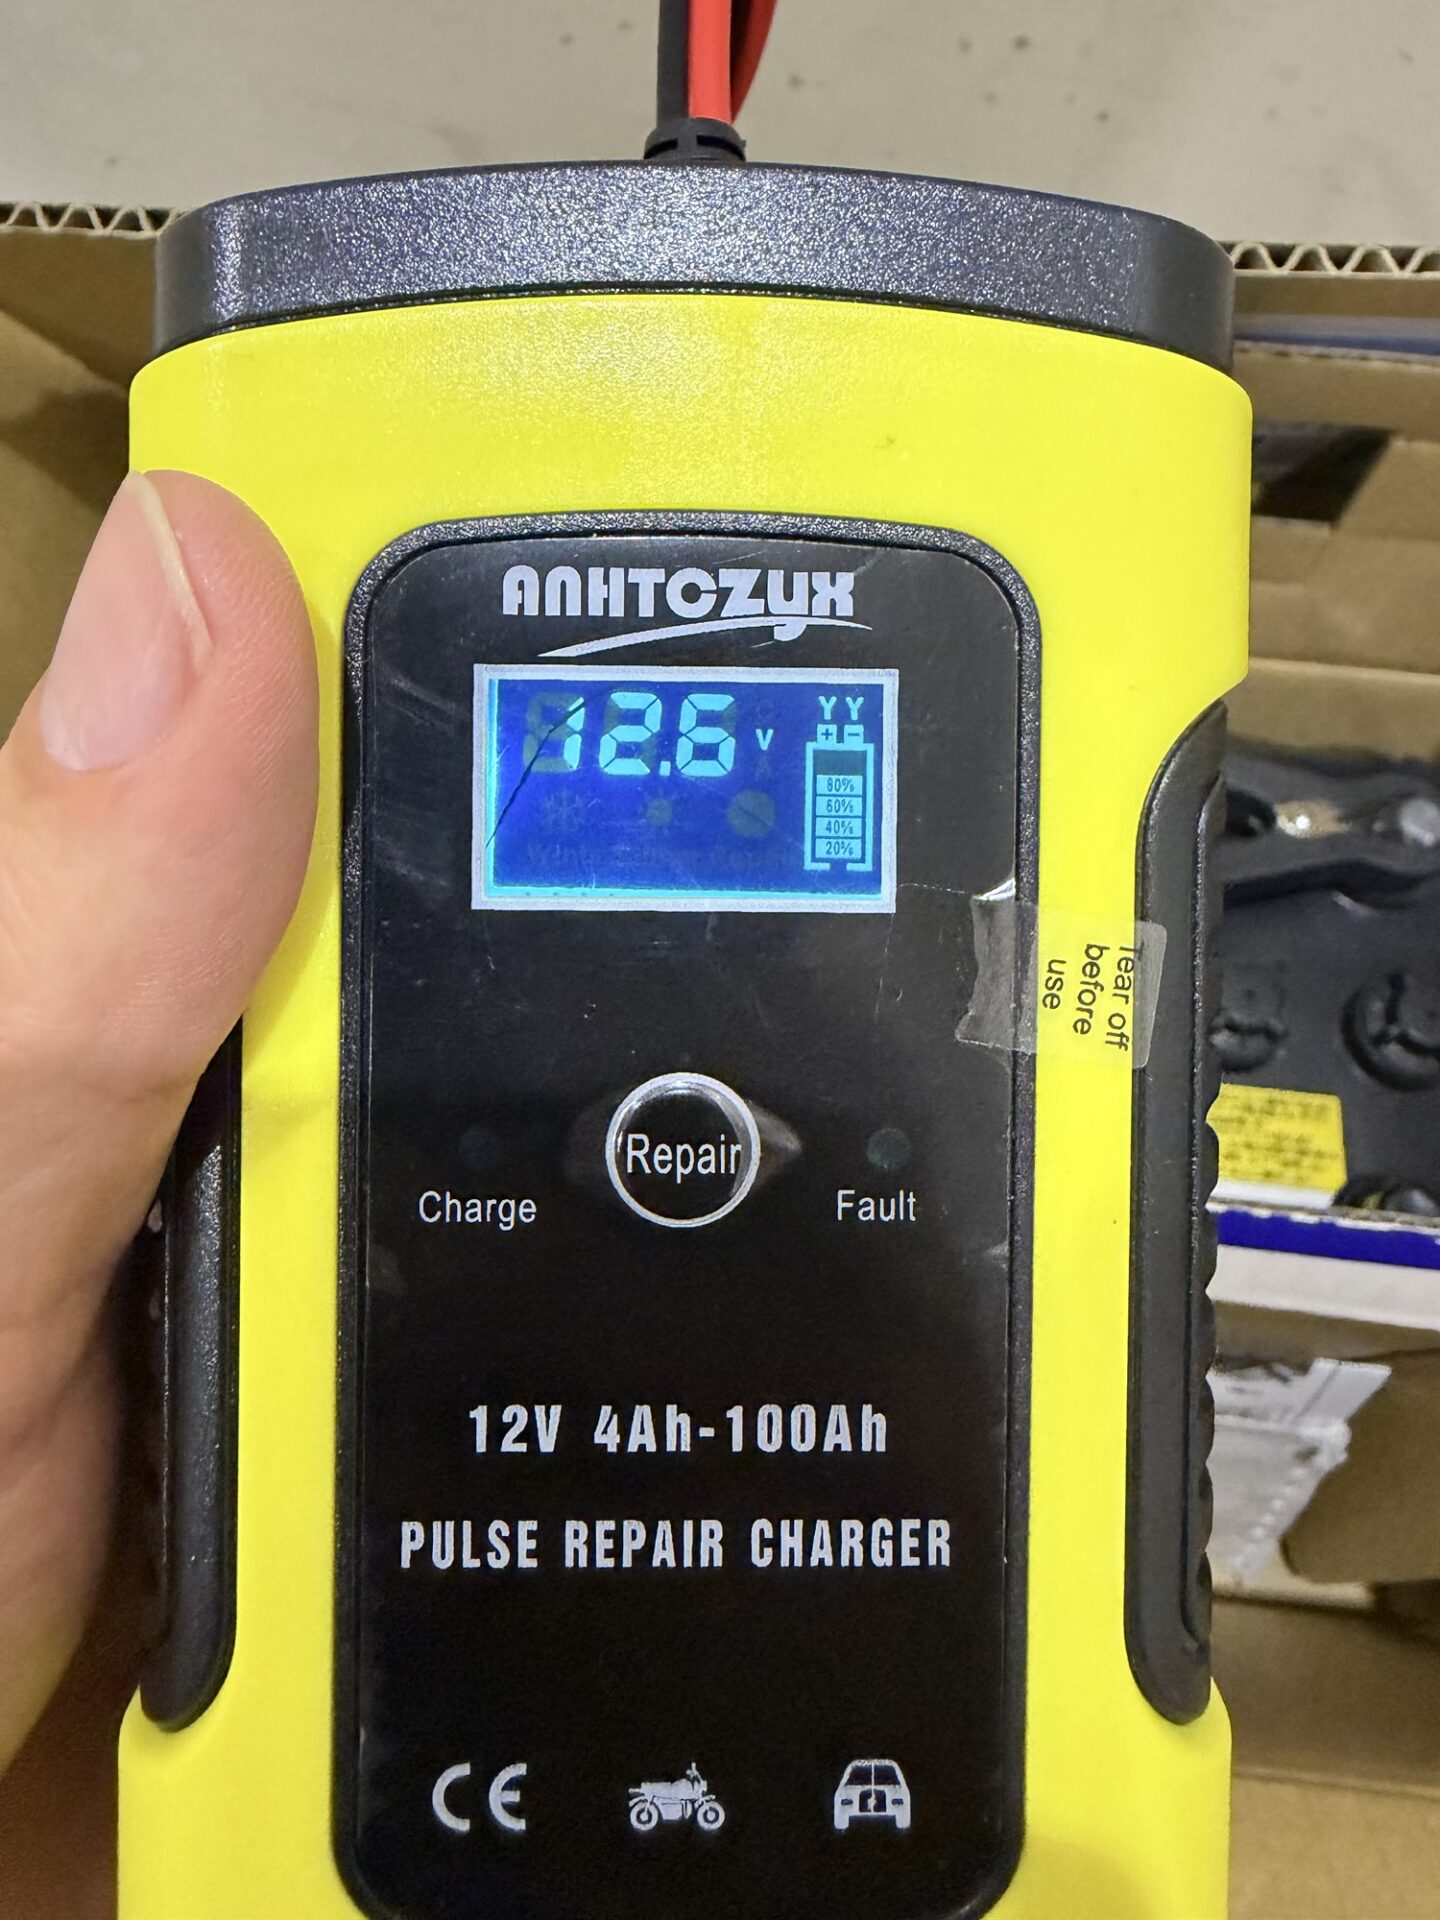 ANHTCZYX
12.6 V
+ -
80%
60%
40%
20%
Tear off
before
use
Repair
Charge
Fault
12V 4Ah-100Ah
PULSE REPAIR CHARGER
CE